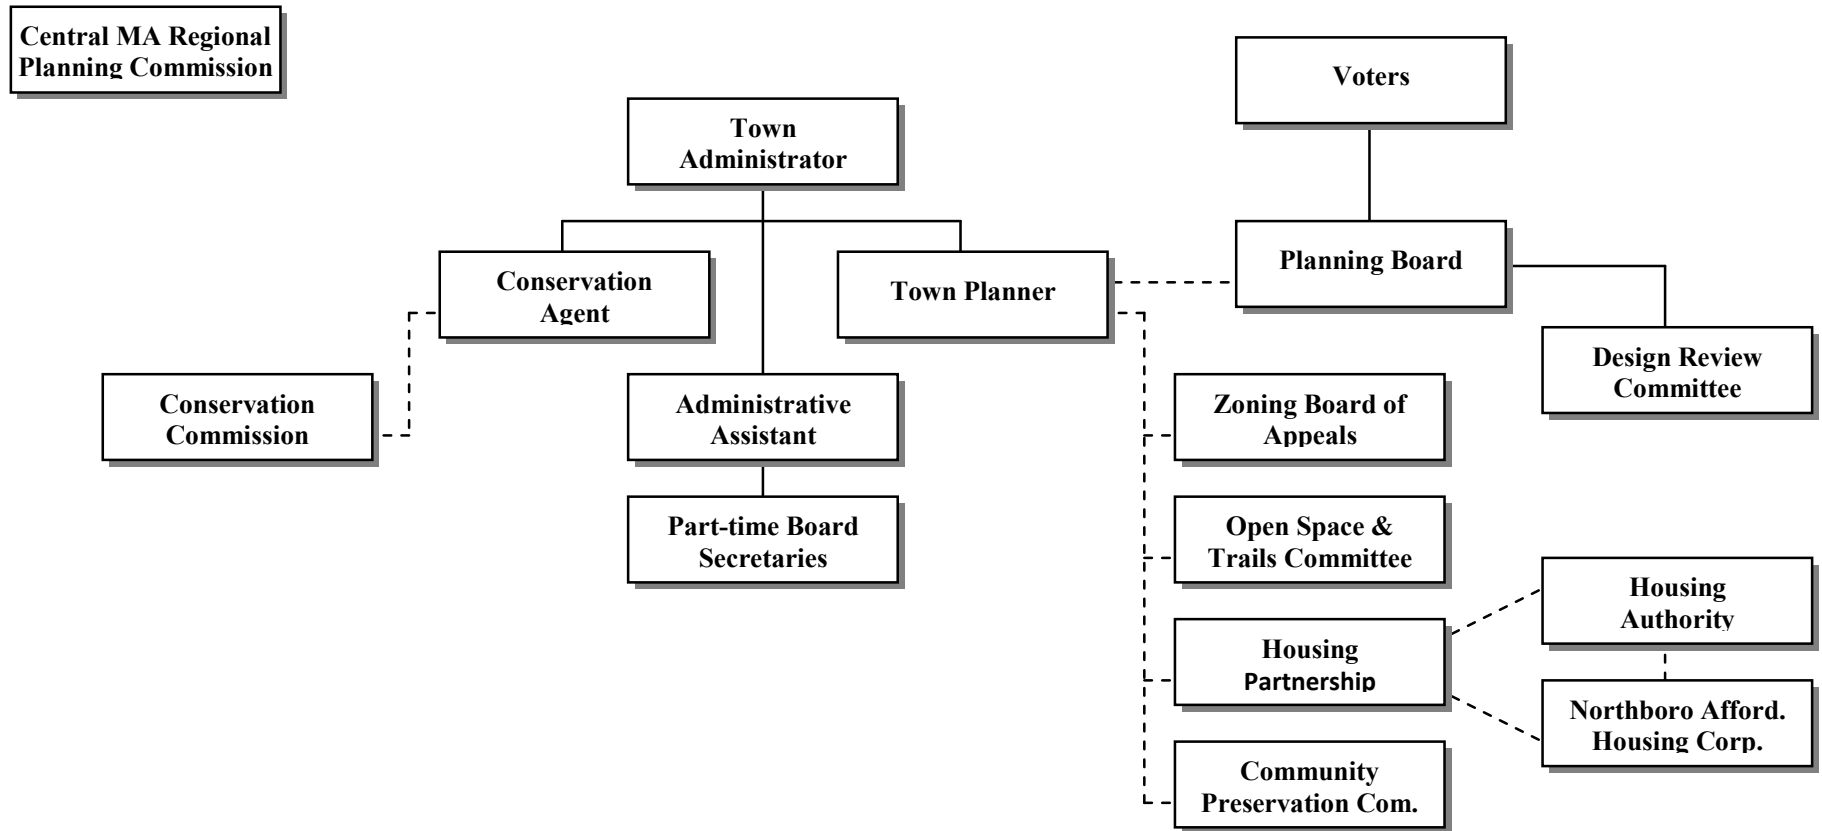 Central MA Regional
Planning Commission
Voters
Town
Administrator
Planning Board
Conservation
Agent
Town Planner
Design Review
Committee
Conservation
Commission
Administrative
Assistant
Zoning Board of
Appeals
Part-time Board
Secretaries
Open Space &
Trails Committee
Housing
Authority
Housing
Partnership
Northboro Afford.
Housing Corp.
Community
Preservation Com.